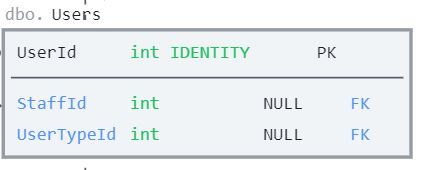 dbo. Users
UserId int IDENTITY PK
StaffId int NULL FK
UserTypeId int NULL FK